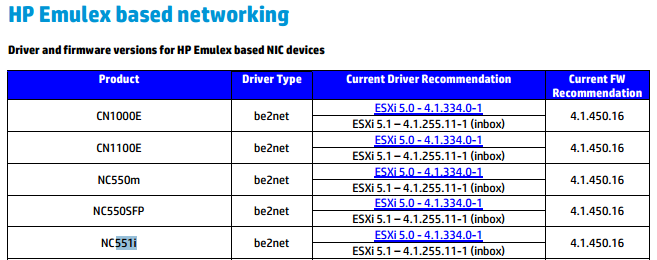 HP Emulex based networking
Driver and firmware versions for HP Emulex based NIC devices
Product Driver Type Current Driver Recommendation Current FW Recommendation
CN1000E be2net ESXi 5.0 - 4.1.334.0-1 4.1.450.16
ESXi 5.1 – 4.1.255.11-1 (inbox)
CN1100E be2net ESXi 5.0 - 4.1.334.0-1 4.1.450.16
ESXi 5.1 – 4.1.255.11-1 (inbox)
NC550m be2net ESXi 5.0 - 4.1.334.0-1 4.1.450.16
ESXi 5.1 – 4.1.255.11-1 (inbox)
NC550SFP be2net ESXi 5.0 - 4.1.334.0-1 4.1.450.16
ESXi 5.1 – 4.1.255.11-1 (inbox)
NC551i be2net ESXi 5.0 - 4.1.334.0-1 4.1.450.16
ESXi 5.1 – 4.1.255.11-1 (inbox)